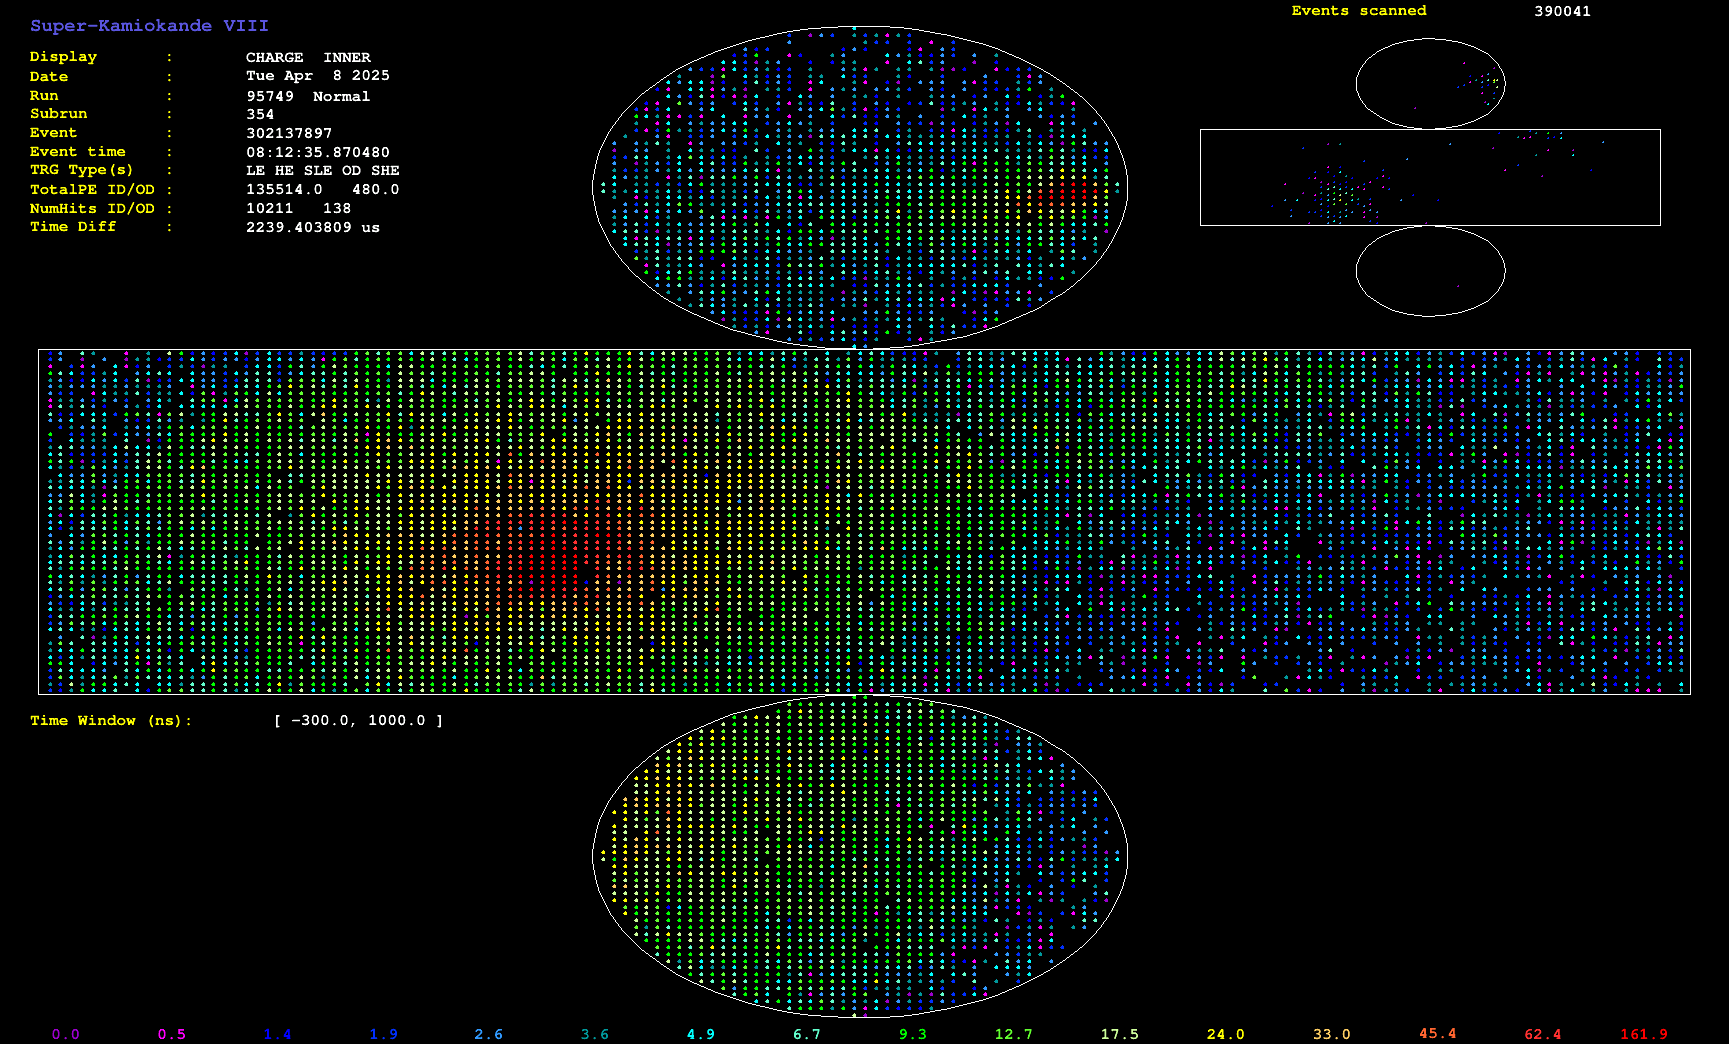 Super-Kamiokande VIII
Events scanned 390041
Display : CHARGE INNER
Date : Tue Apr 8 2025
Run : 95749 Normal
Subrun : 354
Event : 302137897
Event time : 08:12:35.870480
TRG Type(s) : LE HE SLE OD SHE
TotalPE ID/OD : 135514.0 480.0
NumHits ID/OD : 10211 138
Time Diff : 2239.403809 us
Time Window (ns): [ -300.0, 1000.0 ]
0.0 0.5 1.4 1.9 2.6 3.6 4.9 6.7 9.3 12.7 17.5 24.0 33.0 45.4 62.4 161.9